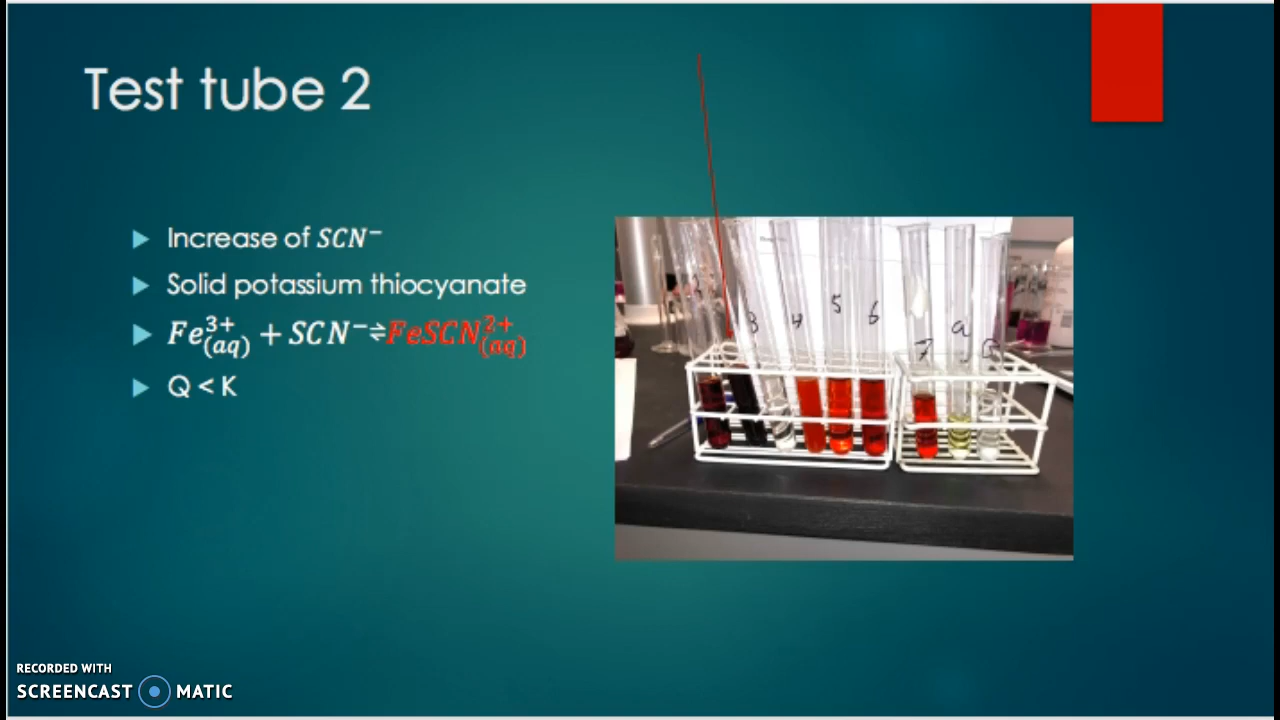 Test tube 2
Increase of SCN⁻
Solid potassium thiocyanate
Fe³⁺₍aq₎ + SCN⁻⇌FeSCN²⁺₍aq₎
Q < K
3 4 5 6
7 9
RECORDED WITH
SCREENCAST MATIC